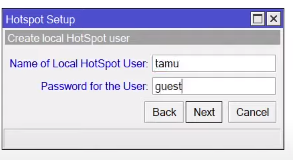 Hotspot Setup
Create local HotSpot user
Name of Local HotSpot User: tamu
Password for the User: guest
Back Next Cancel